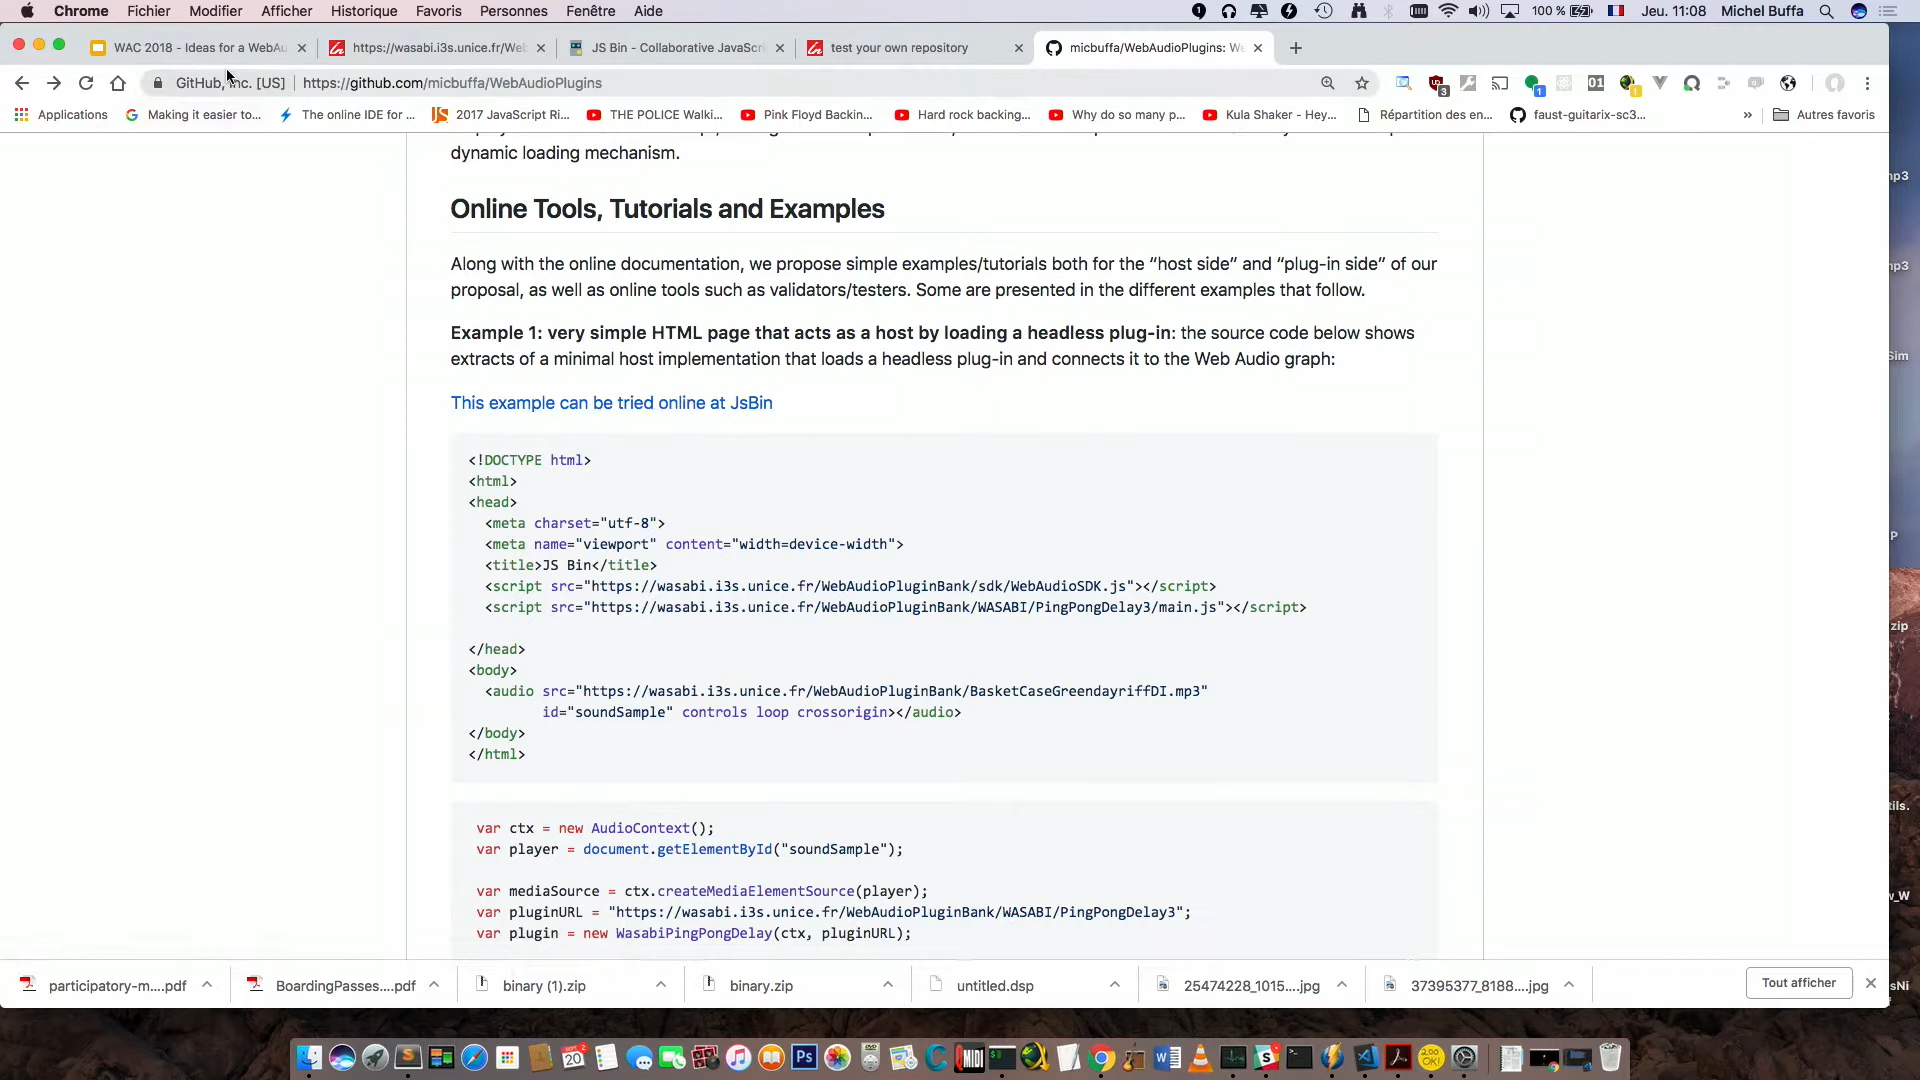 Chrome Fichier Modifier Afficher Historique Favoris Personnes Fenêtre Aide 100 % Jeu. 11:08 Michel Buffa
WAC 2018 - Ideas for a WebAu
https://wasabi.i3s.unice.fr/Web
JS Bin - Collaborative JavaScri
test your own repository
micbuffa/WebAudioPlugins: We
GitHub, Inc. [US] https://github.com/micbuffa/WebAudioPlugins
Applications Making it easier to... The online IDE for ... 2017 JavaScript Ri... THE POLICE Walki... Pink Floyd Backin... Hard rock backing... Why do so many p... Kula Shaker - Hey... Répartition des en... faust-guitarix-sc3... » Autres favoris
dynamic loading mechanism.
Online Tools, Tutorials and Examples
Along with the online documentation, we propose simple examples/tutorials both for the “host side” and “plug-in side” of our
proposal, as well as online tools such as validators/testers. Some are presented in the different examples that follow.
Example 1: very simple HTML page that acts as a host by loading a headless plug-in: the source code below shows
extracts of a minimal host implementation that loads a headless plug-in and connects it to the Web Audio graph:
This example can be tried online at JsBin
<!DOCTYPE html>
<html>
<head>
<meta charset="utf-8">
<meta name="viewport" content="width=device-width">
<title>JS Bin</title>
<script src="https://wasabi.i3s.unice.fr/WebAudioPluginBank/sdk/WebAudioSDK.js"></script>
<script src="https://wasabi.i3s.unice.fr/WebAudioPluginBank/WASABI/PingPongDelay3/main.js"></script>
</head>
<body>
<audio src="https://wasabi.i3s.unice.fr/WebAudioPluginBank/BasketCaseGreendayriffDI.mp3"
id="soundSample" controls loop crossorigin></audio>
</body>
</html>
var ctx = new AudioContext();
var player = document.getElementById("soundSample");
var mediaSource = ctx.createMediaElementSource(player);
var pluginURL = "https://wasabi.i3s.unice.fr/WebAudioPluginBank/WASABI/PingPongDelay3";
var plugin = new WasabiPingPongDelay(ctx, pluginURL);
participatory-m....pdf BoardingPasses....pdf binary (1).zip binary.zip untitled.dsp 25474228_1015....jpg 37395377_8188....jpg Tout afficher